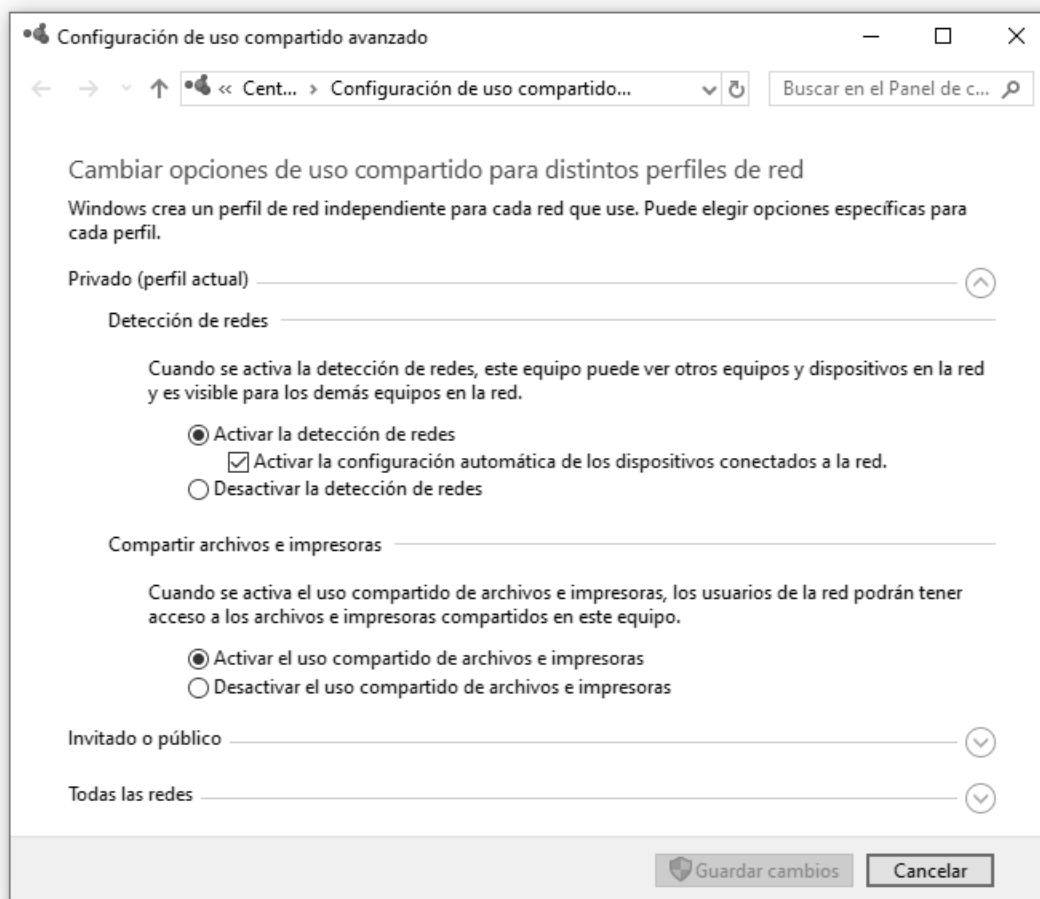 Configuración de uso compartido avanzado
« Cent... > Configuración de uso compartido...
Buscar en el Panel de c...
Cambiar opciones de uso compartido para distintos perfiles de red
Windows crea un perfil de red independiente para cada red que use. Puede elegir opciones específicas para
cada perfil.
Privado (perfil actual)
Detección de redes
Cuando se activa la detección de redes, este equipo puede ver otros equipos y dispositivos en la red
y es visible para los demás equipos en la red.
Activar la detección de redes
Activar la configuración automática de los dispositivos conectados a la red.
Desactivar la detección de redes
Compartir archivos e impresoras
Cuando se activa el uso compartido de archivos e impresoras, los usuarios de la red podrán tener
acceso a los archivos e impresoras compartidos en este equipo.
Activar el uso compartido de archivos e impresoras
Desactivar el uso compartido de archivos e impresoras
Invitado o público
Todas las redes
Guardar cambios
Cancelar